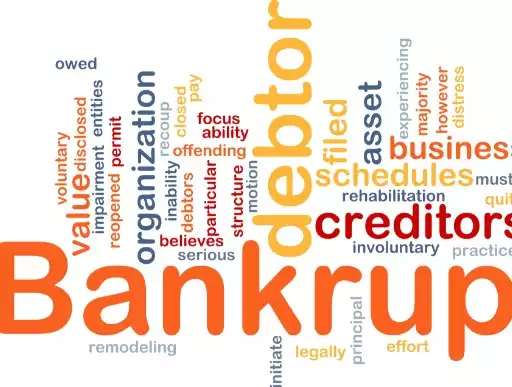 owed
voluntary
disclosed
value
impairment
entities
reopened
permit
organization
recoup
closed
pay
focus
ability
offending
inability
debtors
particular
structure
motion
believes
serious
debtor
filed
asset
experiencing
majority
however
distress
business
schedules
must
quit
rehabilitation
creditors
involuntary
practice
Bankrup
remodeling
initiate
legally
principal
effort